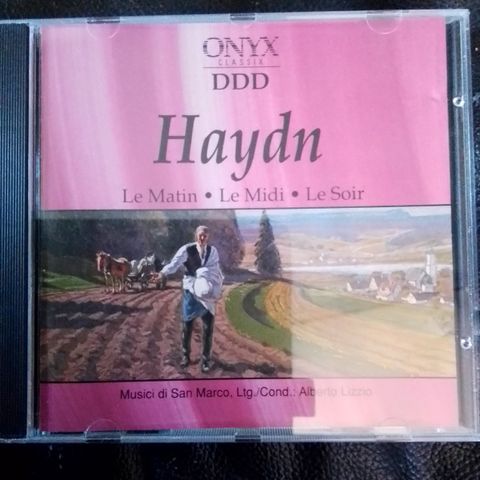 ONYX
CLASSIX
DDD
Haydn
Le Matin • Le Midi • Le Soir
Musici di San Marco, Ltg./Cond.: Alberto Lizzio